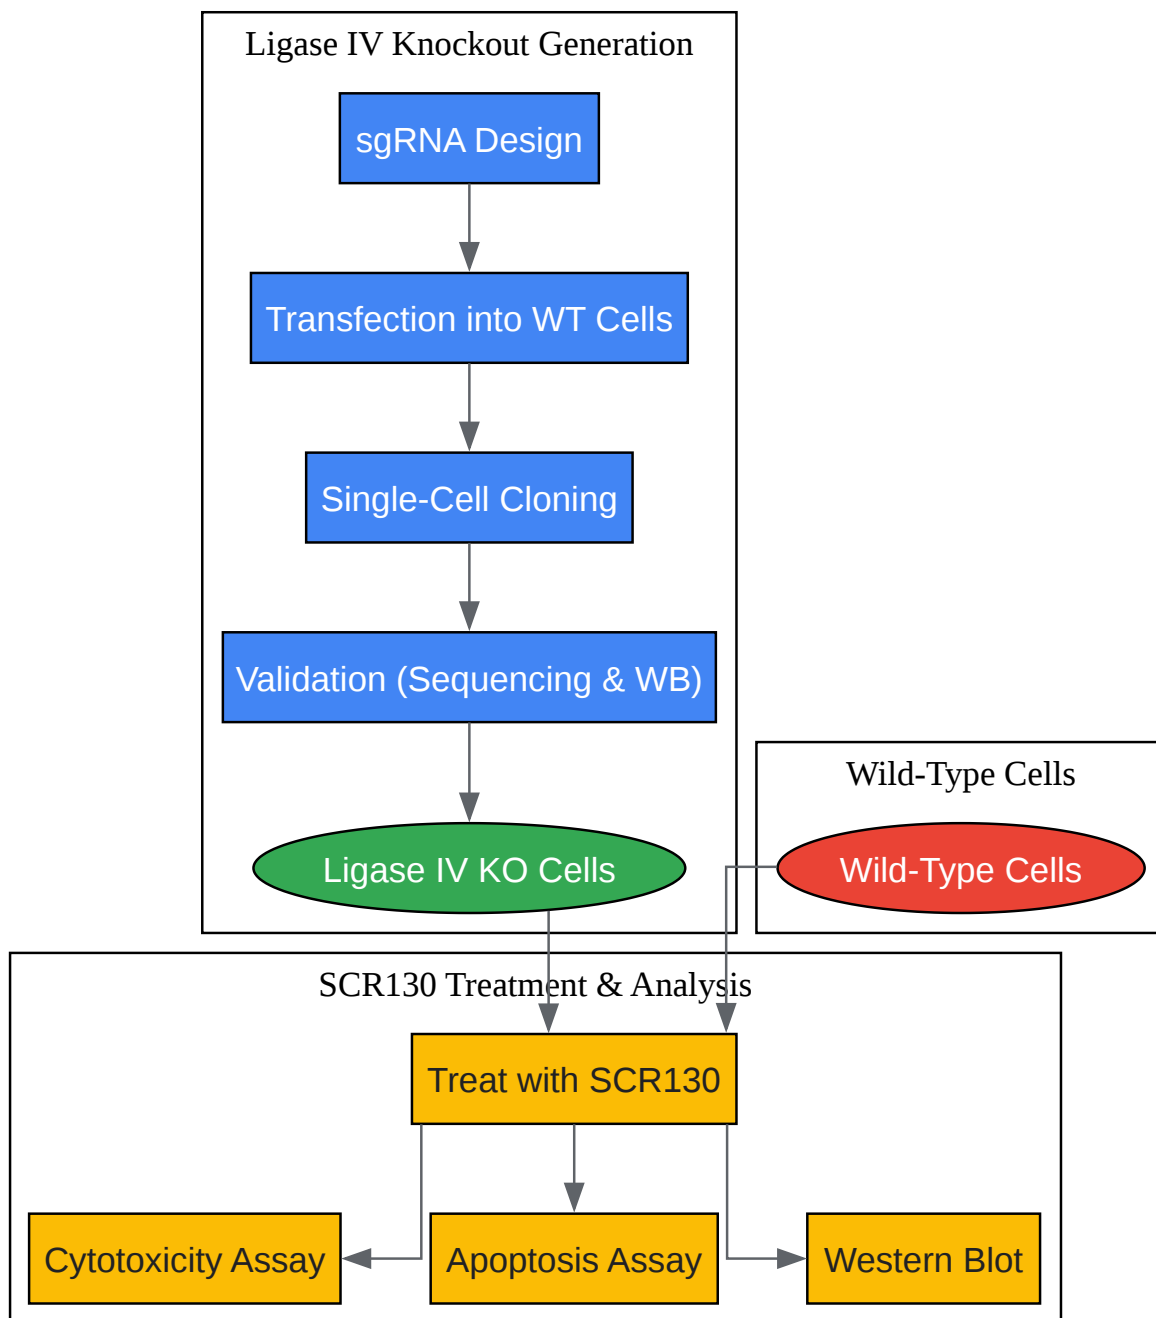 Ligase IV Knockout Generation
sgRNA Design
Transfection into WT Cells
Single-Cell Cloning
Validation (Sequencing & WB)
Ligase IV KO Cells
Wild-Type Cells
Wild-Type Cells
SCR130 Treatment & Analysis
Treat with SCR130
Cytotoxicity Assay
Apoptosis Assay
Western Blot